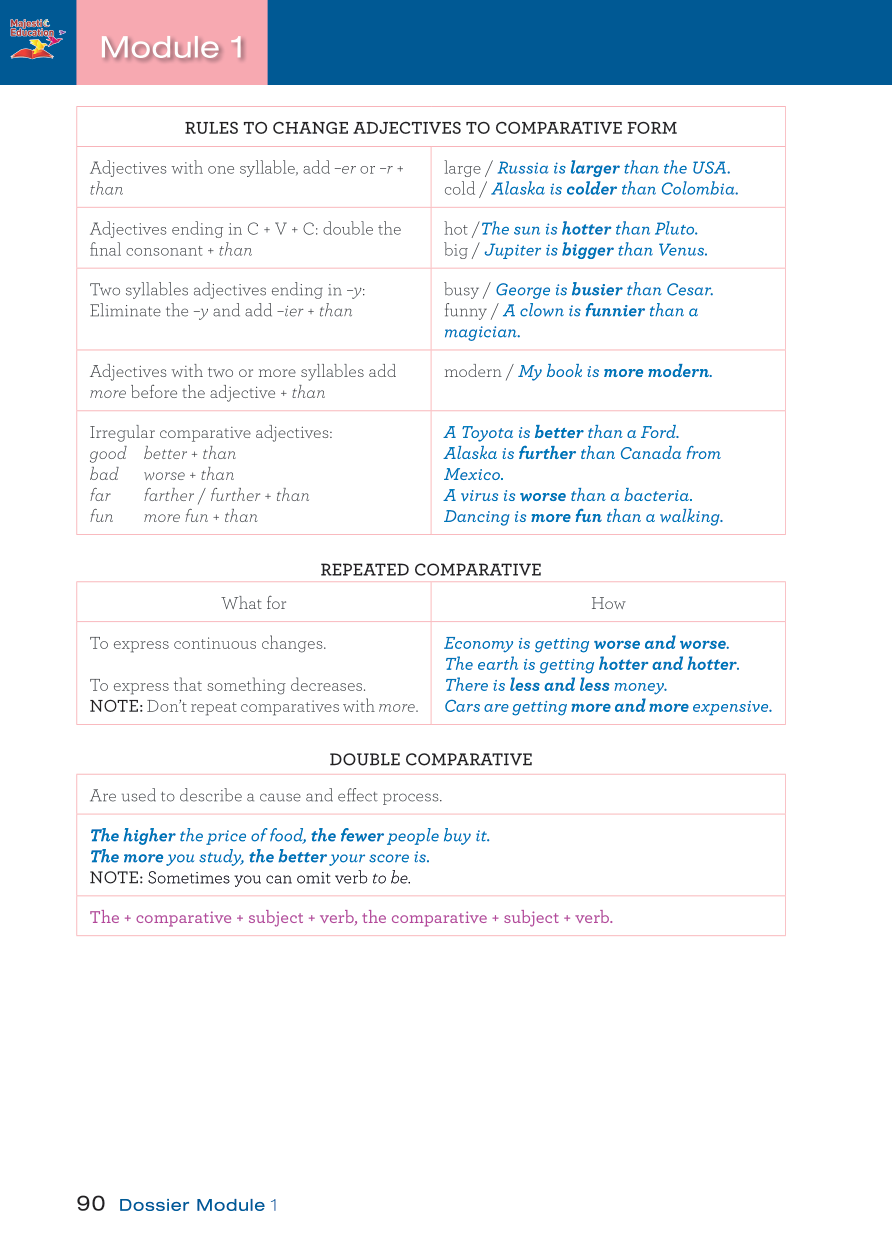 Majestic
Education
Module 1
RULES TO CHANGE ADJECTIVES TO COMPARATIVE FORM
Adjectives with one syllable, add –er or –r +
than
large / Russia is larger than the USA.
cold / Alaska is colder than Colombia.
Adjectives ending in C + V + C: double the
final consonant + than
hot /The sun is hotter than Pluto.
big / Jupiter is bigger than Venus.
Two syllables adjectives ending in –y:
Eliminate the –y and add –ier + than
busy / George is busier than Cesar.
funny / A clown is funnier than a
magician.
Adjectives with two or more syllables add
more before the adjective + than
modern / My book is more modern.
Irregular comparative adjectives:
good better + than
bad worse + than
far farther / further + than
fun more fun + than
A Toyota is better than a Ford.
Alaska is further than Canada from
Mexico.
A virus is worse than a bacteria.
Dancing is more fun than a walking.
REPEATED COMPARATIVE
What for
How
To express continuous changes.
To express that something decreases.
NOTE: Don't repeat comparatives with more.
Economy is getting worse and worse.
The earth is getting hotter and hotter.
There is less and less money.
Cars are getting more and more expensive.
DOUBLE COMPARATIVE
Are used to describe a cause and effect process.
The higher the price of food, the fewer people buy it.
The more you study, the better your score is.
NOTE: Sometimes you can omit verb to be.
The + comparative + subject + verb, the comparative + subject + verb.
90 Dossier Module 1